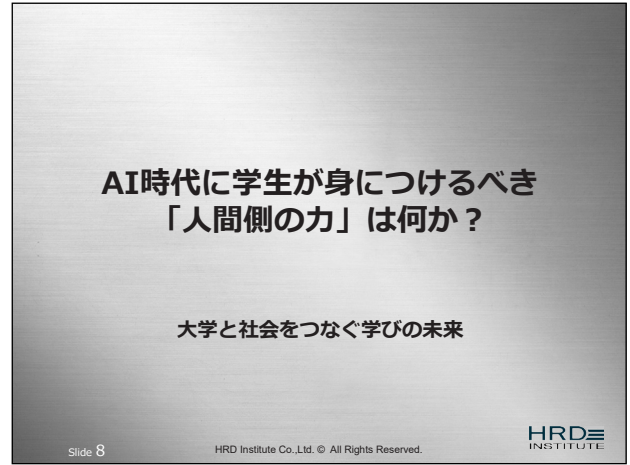 AI時代に学生が身につけるべき
「人間側の力」は何か？
大学と社会をつなぐ学びの未来
Slide 8
HRD Institute Co.,Ltd. © All Rights Reserved.
HRD
INSTITUTE